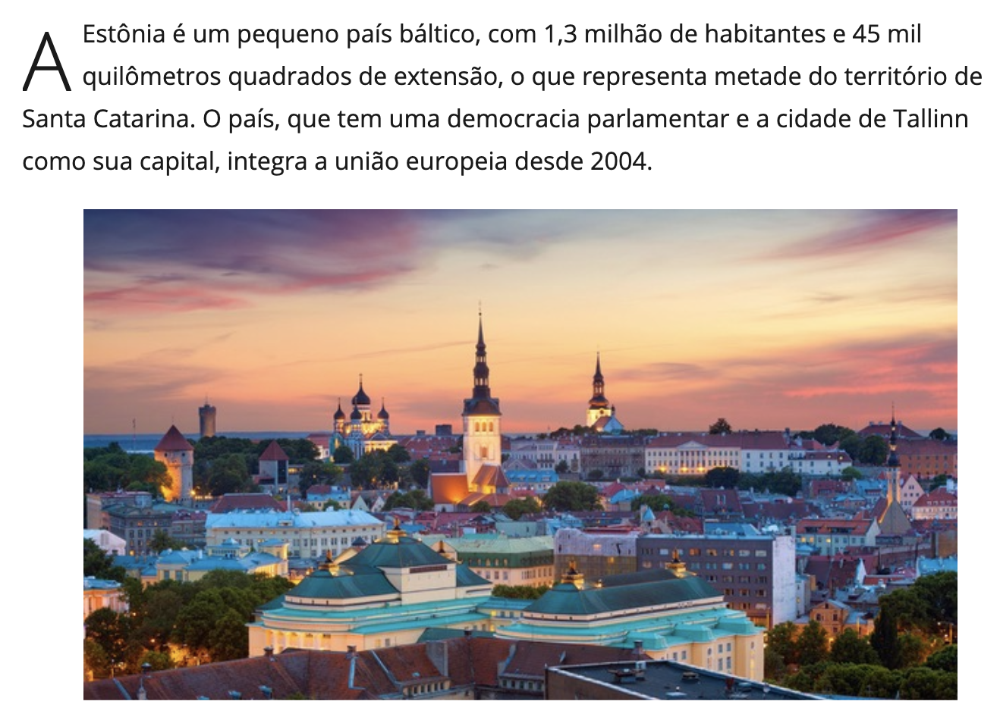 A Estônia é um pequeno país báltico, com 1,3 milhão de habitantes e 45 mil
quilômetros quadrados de extensão, o que representa metade do território de
Santa Catarina. O país, que tem uma democracia parlamentar e a cidade de Tallinn
como sua capital, integra a união europeia desde 2004.